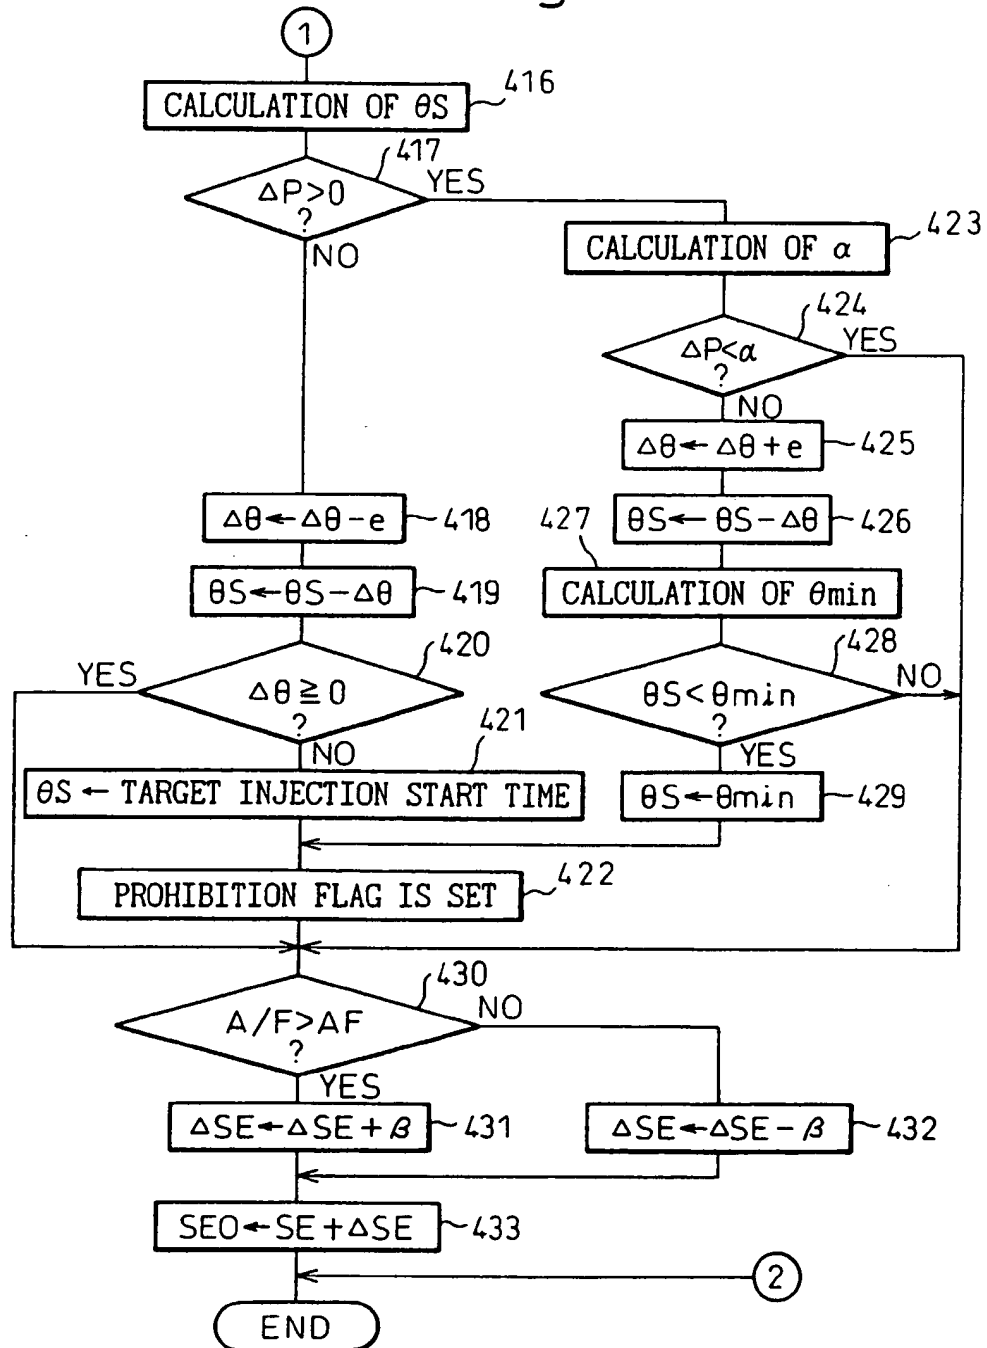 g
1
CALCULATION OF θS
416
ΔP>0
?
417
YES
NO
CALCULATION OF α
423
ΔP<α
?
424
YES
NO
Δθ←Δθ+e
425
Δθ←Δθ-e
418
θS←θS-Δθ
426
427
θS←θS-Δθ
419
CALCULATION OF θmin
420
428
YES
Δθ≧0
?
NO
θS<θmin
?
NO
YES
421
θS←TARGET INJECTION START TIME
θS←θmin
429
PROHIBITION FLAG IS SET
422
430
A/F>AF
?
NO
YES
ΔSE←ΔSE+β
431
ΔSE←ΔSE-β
432
SEO←SE+ΔSE
433
2
END